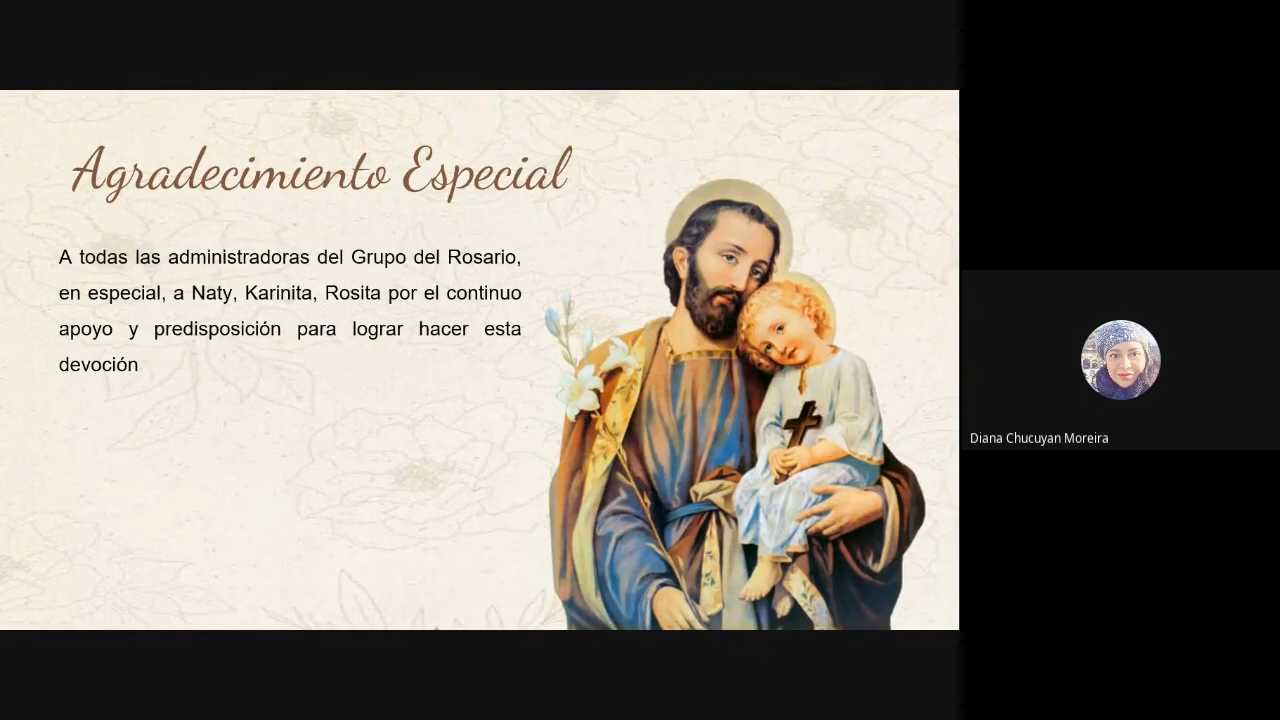 Agradecimiento Especial
A todas las administradoras del Grupo del Rosario,
en especial, a Naty, Karinita, Rosita por el continuo
apoyo y predisposición para lograr hacer esta
devoción
Diana Chucuyan Moreira